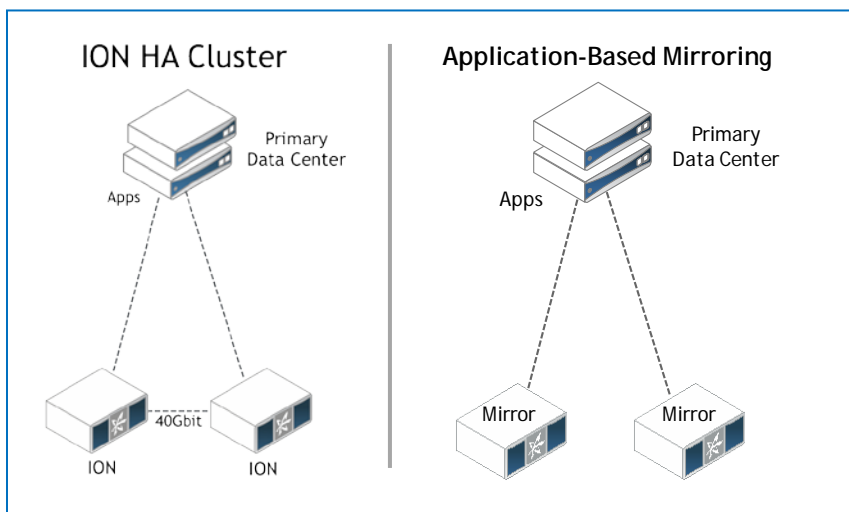 ION HA Cluster
Primary
Data Center
Apps
40Gbit
ION
ION
Application-Based Mirroring
Primary
Data Center
Apps
Mirror
Mirror